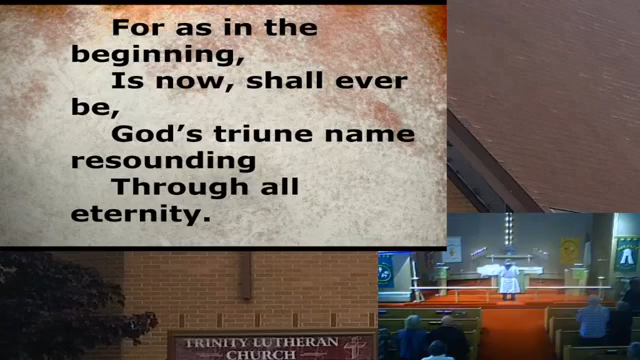 For as in the
beginning,
Is now, shall ever
be,
God's triune name
resounding
Through all
eternity.
TRINITY LUTHERAN
CHURCH